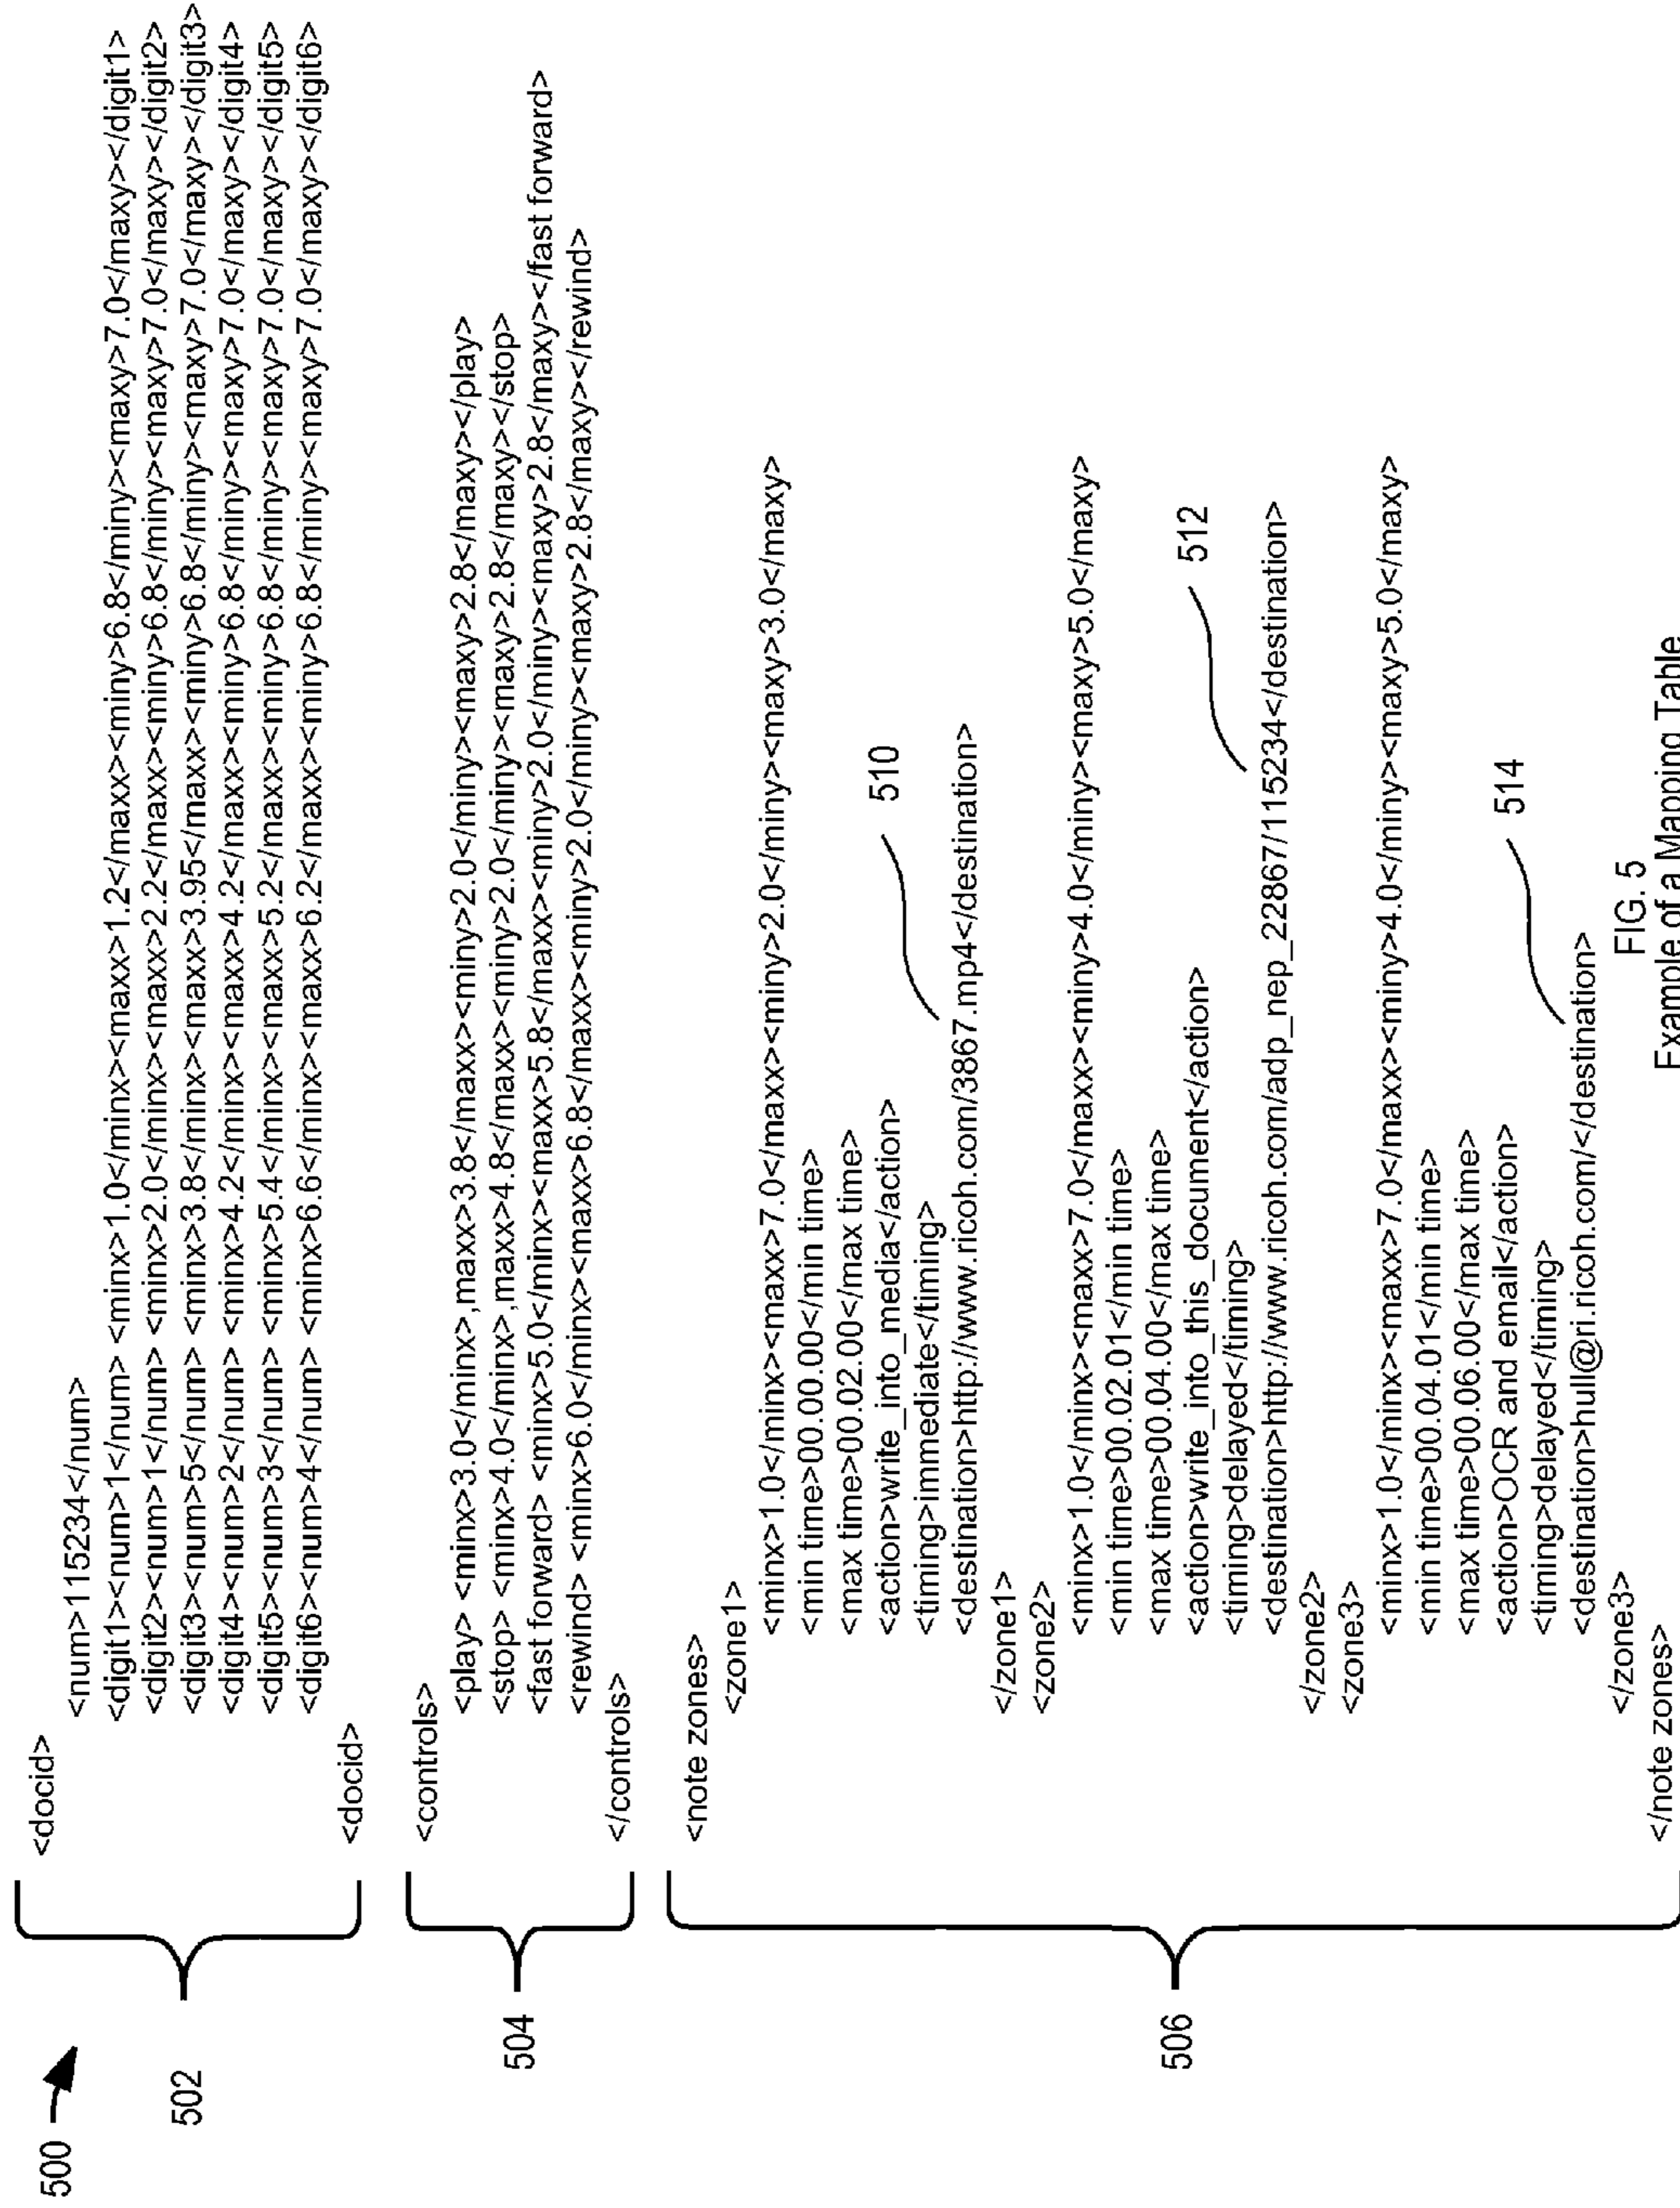 500
502
<docid>
<num>115234</num>
<digit1><num>1</num> <minx>1.0</minx><maxx>1.2</maxx><miny>6.8</miny><maxy>7.0</maxy></digit1>
<digit2><num>1</num> <minx>2.0</minx><maxx>2.2</maxx><miny>6.8</miny><maxy>7.0</maxy></digit2>
<digit3><num>5</num> <minx>3.8</minx><maxx>3.95</maxx><miny>6.8</miny><maxy>7.0</maxy></digit3>
<digit4><num>2</num> <minx>4.2</minx><maxx>4.2</maxx><miny>6.8</miny><maxy>7.0</maxy></digit4>
<digit5><num>3</num> <minx>5.4</minx><maxx>5.2</maxx><miny>6.8</miny><maxy>7.0</maxy></digit5>
<digit6><num>4</num> <minx>6.6</minx><maxx>6.2</maxx><miny>6.8</miny><maxy>7.0</maxy></digit6>
<docid>
504
<controls>
<play> <minx>3.0</minx>,maxx>3.8</maxx><miny>2.0</miny><maxy>2.8</maxy></play>
<stop> <minx>4.0</minx>,maxx>4.8</maxx><miny>2.0</miny><maxy>2.8</maxy></stop>
<fast forward> <minx>5.0</minx><maxx>5.8</maxx><miny>2.0</miny><maxy>2.8</maxy></fast forward>
<rewind> <minx>6.0</minx><maxx>6.8</maxx><miny>2.0</miny><maxy>2.8</maxy></rewind>
</controls>
506
<note zones>
<zone1>
<minx>1.0</minx><maxx>7.0</maxx><miny>2.0</miny><maxy>3.0</maxy>
<min time>00.00.00</min time>
<max time>00.02.00</max time>
<action>write_into_media</action>
<timing>immediate</timing>
<destination>http://www.ricoh.com/3867.mp4</destination>
510
</zone1>
<zone2>
<minx>1.0</minx><maxx>7.0</maxx><miny>4.0</miny><maxy>5.0</maxy>
<min time>00.02.01</min time>
<max time>00.04.00</max time>
<action>write_into_this_document</action>
<timing>delayed</timing>
<destination>http://www.ricoh.com/adp_nep_22867/115234</destination>
512
</zone2>
<zone3>
<minx>1.0</minx><maxx>7.0</maxx><miny>4.0</miny><maxy>5.0</maxy>
<min time>00.04.01</min time>
<max time>00.06.00</max time>
<action>OCR and email</action>
<timing>delayed</timing>
<destination>hull@ri.ricoh.com/</destination>
514
</zone3>
</note zones>
FIG. 5
Example of a Mapping Table